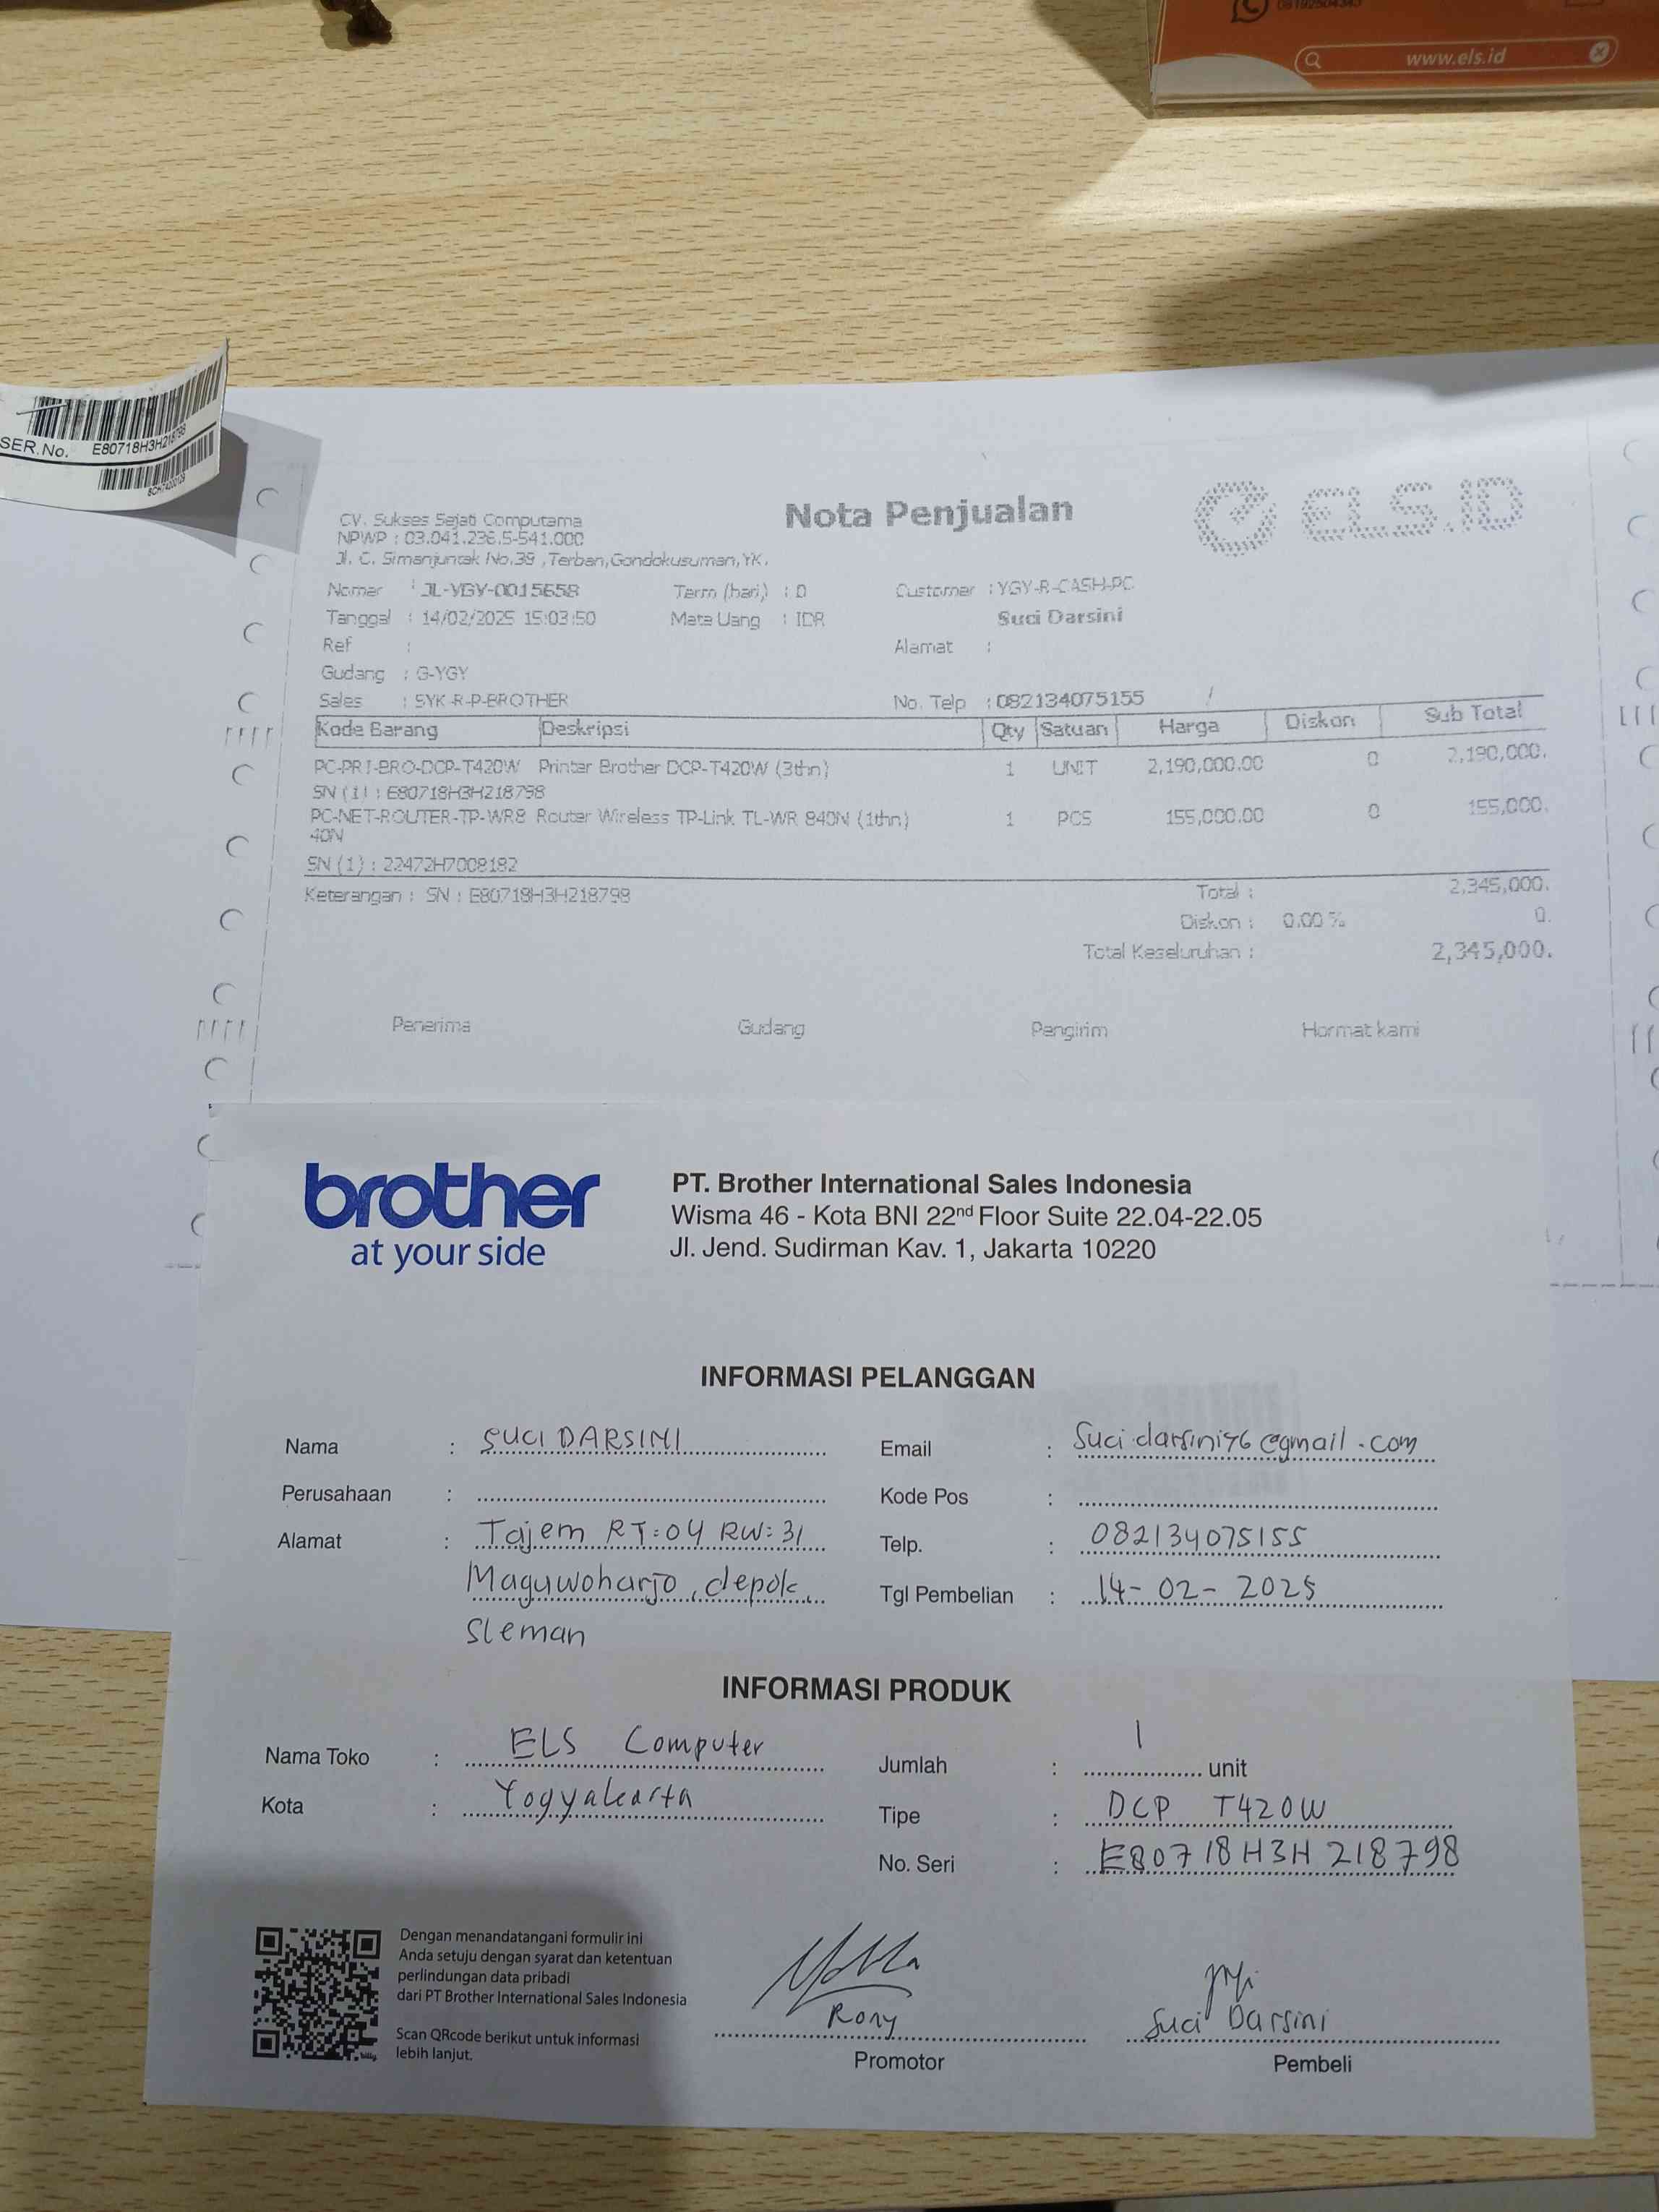 www.els.id
SER.No. E80718H3H218798
Nota Penjualan
ELS.ID
CV. Sukses Sejati Computama
NPWP : 03.041.236.5-541.000
Jl. C. Simanjuntak No.38 ,Terban,Gondokusuman,YK.
Nomer : JL-YGY-0015658 Term (hari) : 0 Customer : YGY-R-CASH-PC
Tanggal : 14/02/2025 15:03:50 Mata Uang : IDR Suci Darsini
Ref : Alamat :
Gudang : G-YGY
Sales : SYK-R-P-BROTHER No. Telp : 082134075155 /
Kode Barang Deskripsi Qty Satuan Harga Diskon Sub Total
PC-PRT-BRO-DCP-T420W Printer Brother DCP-T420W (3thn) 1 UNIT 2,190,000.00 0 2,190,000.
SN (1) : E80718H3H218798
PC-NET-ROUTER-TP-WR8 Router Wireless TP-Link TL-WR 840N (1thn) 1 PCS 155,000.00 0 155,000.
40N
SN (1) : 22472H7008182
Keterangan : SN : E80718H3H218798 Total : 2,345,000.
Diskon : 0.00 % 0.
Total Keseluruhan : 2,345,000.
Penerima Gudang Pengirim Hormat kami
brother
at your side
PT. Brother International Sales Indonesia
Wisma 46 - Kota BNI 22nd Floor Suite 22.04-22.05
Jl. Jend. Sudirman Kav. 1, Jakarta 10220
INFORMASI PELANGGAN
Nama : SUCI DARSINI Email : Sucidarsini76@gmail.com
Perusahaan : Kode Pos :
Alamat : Tajem RT:04 RW:31 Telp. : 082134075155
Maguwoharjo, depok, Tgl Pembelian : 14-02-2025
Sleman
INFORMASI PRODUK
Nama Toko : ELS Computer Jumlah : 1 unit
Kota : Yogyakarta Tipe : DCP T420W
No. Seri : E80718H3H218798
Dengan menandatangani formulir ini
Anda setuju dengan syarat dan ketentuan
perlindungan data pribadi
dari PT Brother International Sales Indonesia
Scan QRcode berikut untuk informasi
lebih lanjut.
Rony
Promotor
Suci Darsini
Pembeli